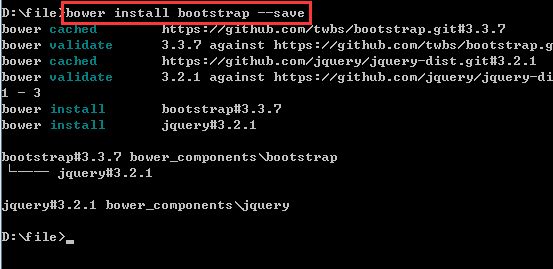 D:\file>bower install bootstrap --save
bower cached https://github.com/twbs/bootstrap.git#3.3.7
bower validate 3.3.7 against https://github.com/twbs/bootstrap.g
bower cached https://github.com/jquery/jquery-dist.git#3.2.1
bower validate 3.2.1 against https://github.com/jquery/jquery-di
1 - 3
bower install bootstrap#3.3.7
bower install jquery#3.2.1
bootstrap#3.3.7 bower_components\bootstrap
└── jquery#3.2.1
jquery#3.2.1 bower_components\jquery
D:\file>_